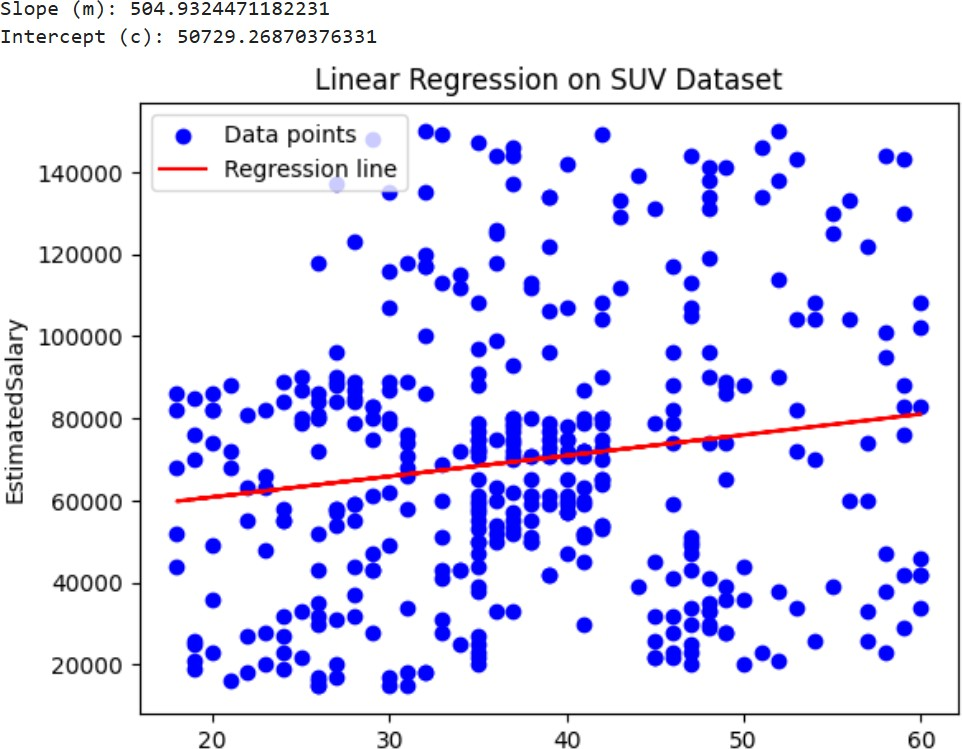 Slope (m): 504.9324471182231
Intercept (c): 50729.26870376331
Linear Regression on SUV Dataset
Data points
Regression line
EstimatedSalary
140000
120000
100000
80000
60000
40000
20000
20 30 40 50 60